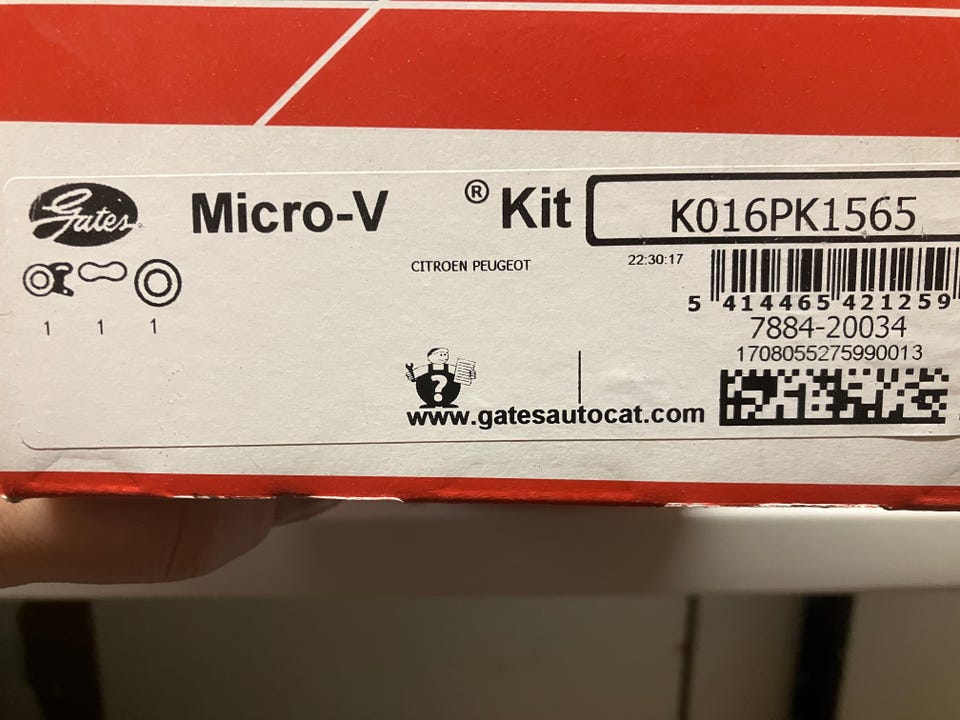 Gates
Micro-V ® Kit
K016PK1565
CITROEN PEUGEOT
22:30:17
5 414465 421259
7884-20034
1708055275990013
1 1 1
?
www.gatesautocat.com